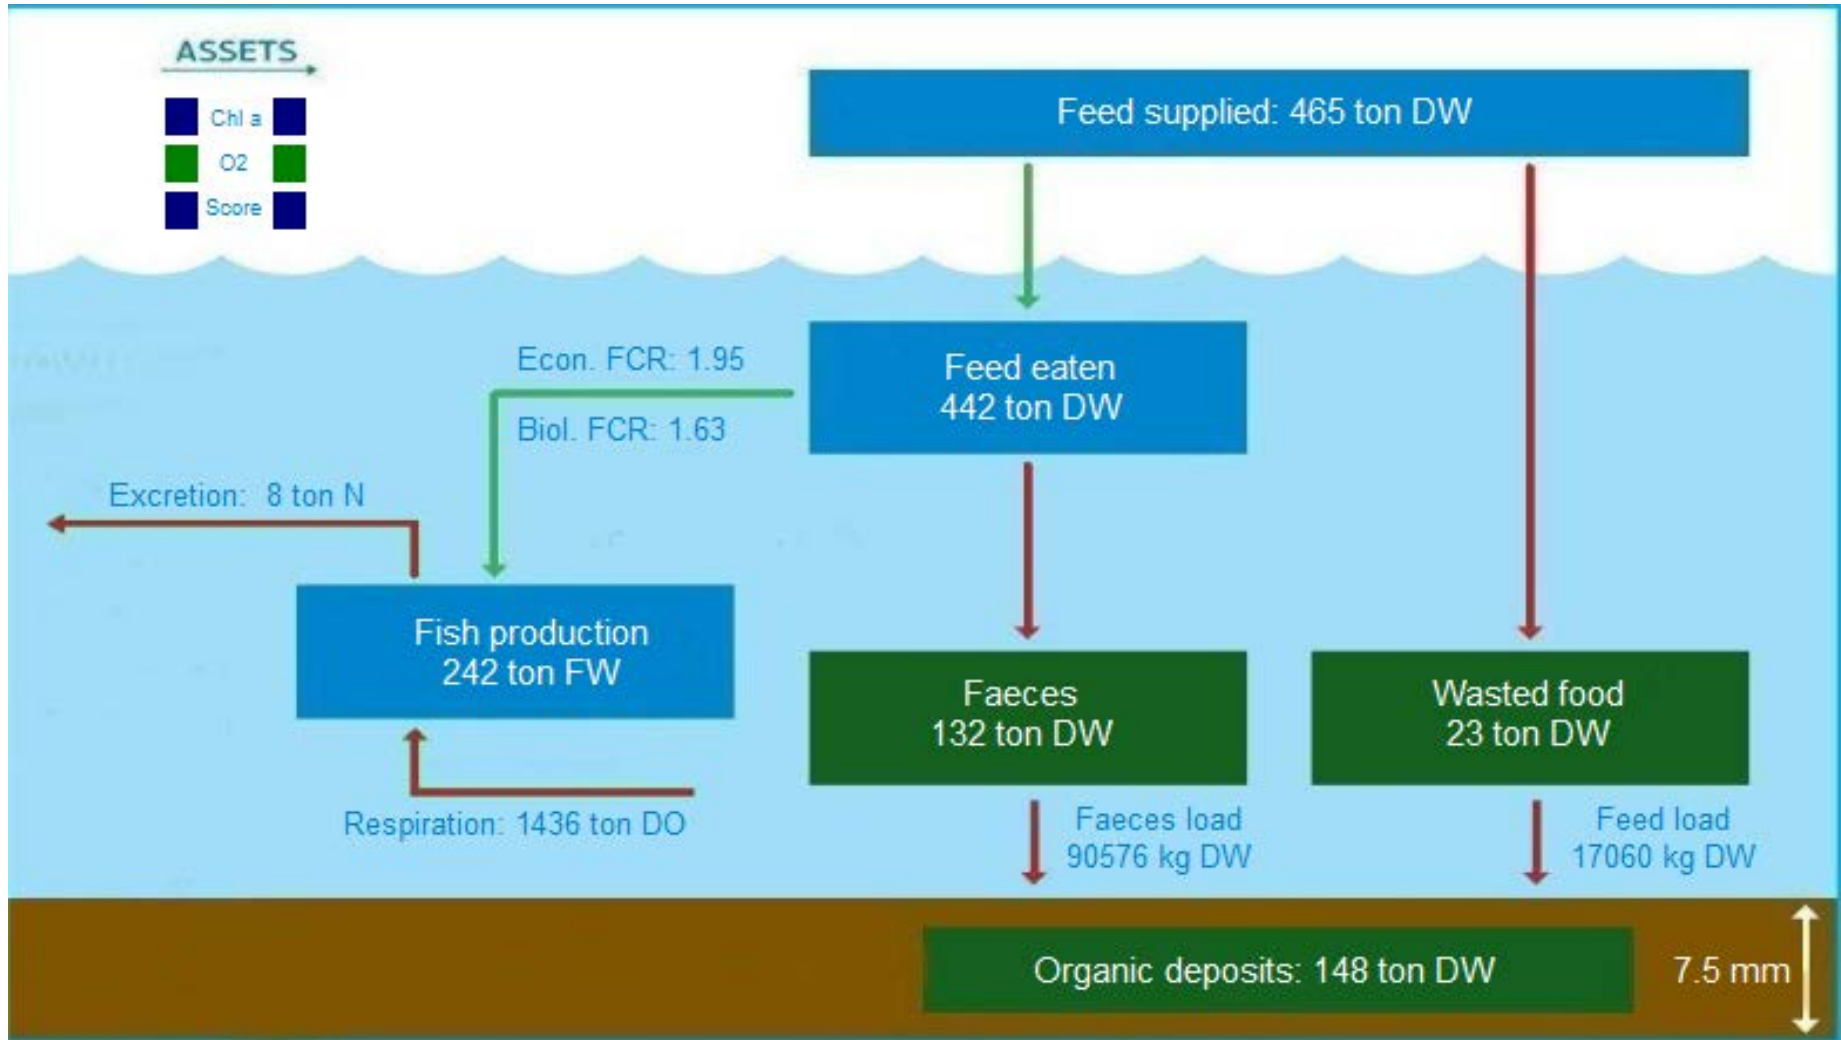 ASSETS
Chl a
O2
Score
Feed supplied: 465 ton DW
Econ. FCR: 1.95
Biol. FCR: 1.63
Feed eaten
442 ton DW
Excretion:  8 ton N
Fish production
242 ton FW
Respiration: 1436 ton DO
Faeces
132 ton DW
Wasted food
23 ton DW
Faeces load
90576 kg DW
Feed load
17060 kg DW
Organic deposits: 148 ton DW
7.5 mm